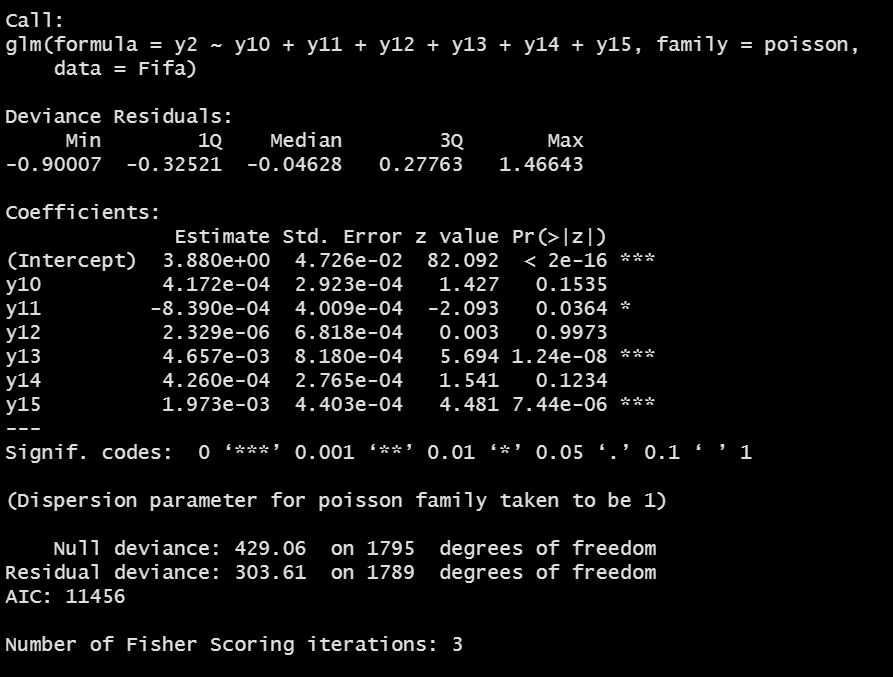 Call:
glm(formula = y2 ~ y10 + y11 + y12 + y13 + y14 + y15, family = poisson,
    data = Fifa)

Deviance Residuals:
     Min        1Q    Median        3Q       Max
-0.90007  -0.32521  -0.04628   0.27763   1.46643

Coefficients:
              Estimate Std. Error z value Pr(>|z|)
(Intercept)  3.880e+00  4.726e-02  82.092  < 2e-16 ***
y10          4.172e-04  2.923e-04   1.427   0.1535
y11         -8.390e-04  4.009e-04  -2.093   0.0364 *
y12          2.329e-06  6.818e-04   0.003   0.9973
y13          4.657e-03  8.180e-04   5.694 1.24e-08 ***
y14          4.260e-04  2.765e-04   1.541   0.1234
y15          1.973e-03  4.403e-04   4.481 7.44e-06 ***
---
Signif. codes:  0 ‘***’ 0.001 ‘**’ 0.01 ‘*’ 0.05 ‘.’ 0.1 ‘ ’ 1

(Dispersion parameter for poisson family taken to be 1)

    Null deviance: 429.06  on 1795  degrees of freedom
Residual deviance: 303.61  on 1789  degrees of freedom
AIC: 11456

Number of Fisher Scoring iterations: 3